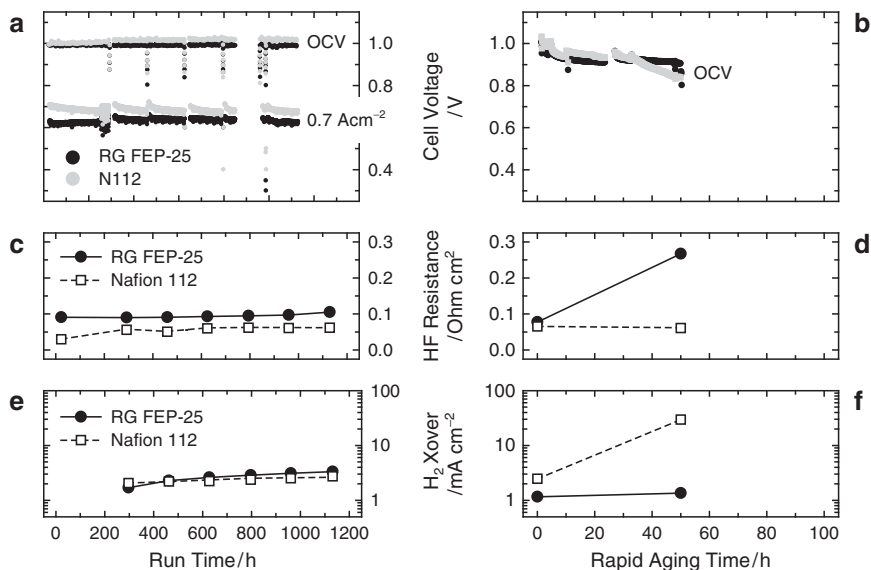 a
OCV
0.7 Acm⁻²
RG FEP-25
N112
1.0
0.8
0.6
0.4
Cell Voltage
/V
1.0
0.8
0.6
0.4
OCV
b
c
RG FEP-25
Nafion 112
0.3
0.2
0.1
0.0
HF Resistance
/Ohm cm²
0.3
0.2
0.1
0.0
d
e
RG FEP-25
Nafion 112
100
10
1
H₂ Xover
/mA cm⁻²
100
10
1
f
0 200 400 600 800 1000 1200
Run Time/h
0 20 40 60 80 100
Rapid Aging Time/h